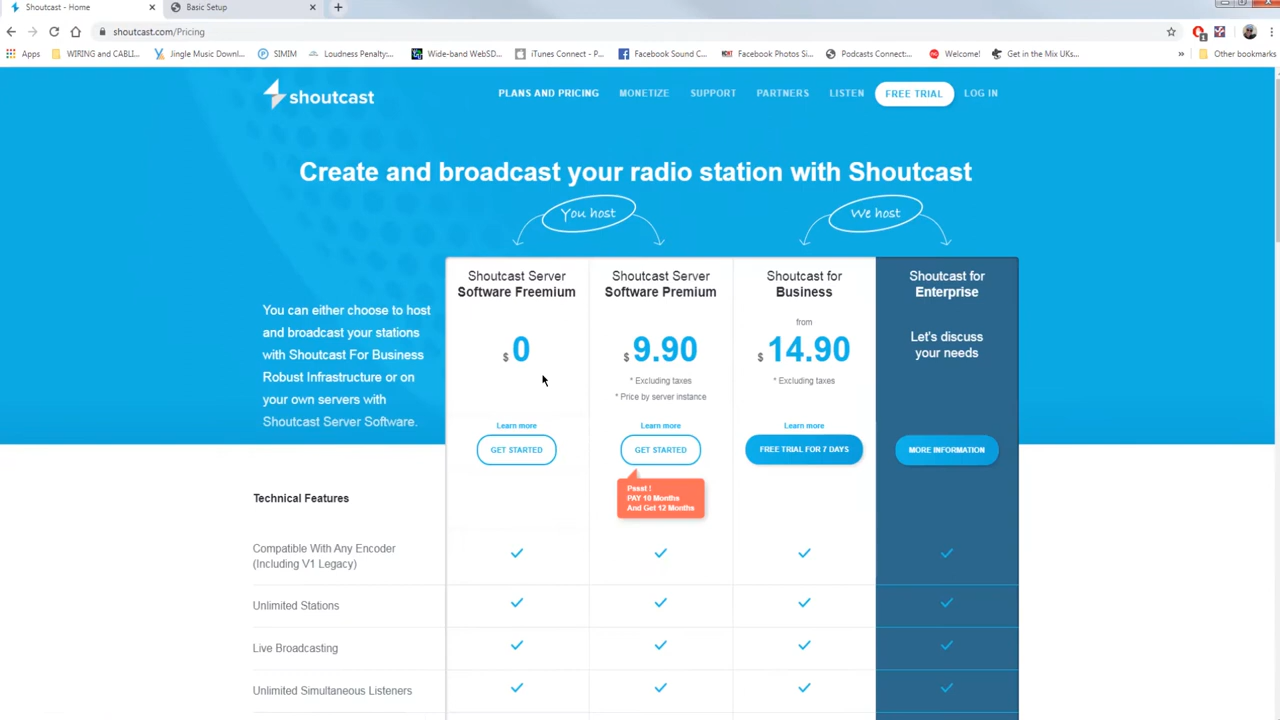 Shoutcast - Home
Basic Setup
shoutcast.com/Pricing
Apps
WIRING and CABLI...
Jingle Music Downl...
SIMIM
Loudness Penalty:...
Wide-band WebSD...
iTunes Connect - P...
Facebook Sound C...
Facebook Photos Si...
Podcasts Connect:...
Welcome!
Get in the Mix UKs...
»
Other bookmarks
shoutcast
PLANS AND PRICING
MONETIZE
SUPPORT
PARTNERS
LISTEN
FREE TRIAL
LOG IN
Create and broadcast your radio station with Shoutcast
You host
We host
You can either choose to host
and broadcast your stations
with Shoutcast For Business
Robust Infrastructure or on
your own servers with
Shoutcast Server Software.
Shoutcast Server
Software Freemium
$ 0
Learn more
GET STARTED
Shoutcast Server
Software Premium
$ 9.90
* Excluding taxes
* Price by server instance
Learn more
GET STARTED
Pssst !
PAY 10 Months
And Get 12 Months
Shoutcast for
Business
from
$ 14.90
* Excluding taxes
Learn more
FREE TRIAL FOR 7 DAYS
Shoutcast for
Enterprise
Let's discuss
your needs
MORE INFORMATION
Technical Features
Compatible With Any Encoder
(Including V1 Legacy)
Unlimited Stations
Live Broadcasting
Unlimited Simultaneous Listeners